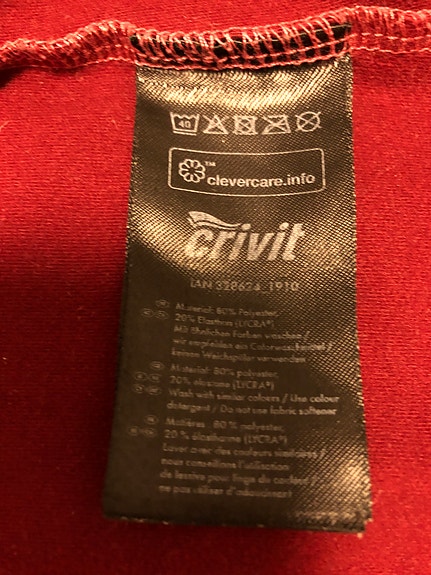 40
TM
clevercare.info
crivit
IAN 328624_1910
Material: 80% Polyester,
20% Elasthan (LYCRA®)
Mit ähnlichen Farben waschen /
wir empfehlen ein Colorwaschmittel /
keinen Weichspüler verwenden
Material: 80% polyester,
20% elastane (LYCRA®)
Wash with similar colours / Use colour
detergent / Do not use fabric softener
Matières : 80 % polyester,
20 % élasthanne (LYCRA®)
Laver avec des couleurs similaires /
nous conseillons l'utilisation
de lessive pour linge de couleur /
ne pas utiliser d'adoucissant